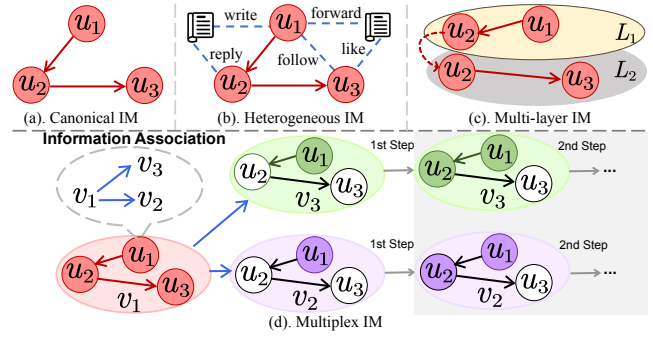 u₁
u₂
u₃
(a). Canonical IM
write
u₁
forward
reply
follow
like
u₂
u₃
(b). Heterogeneous IM
u₂
u₁
L₁
u₂
u₃
L₂
(c). Multi-layer IM
Information Association
v₃
v₁
v₂
u₁
u₂
u₃
v₁
u₁
u₂
u₃
v₃
1st Step
u₁
u₂
u₃
v₃
2nd Step
...
u₁
u₂
u₃
v₂
1st Step
u₁
u₂
u₃
v₂
2nd Step
...
(d). Multiplex IM